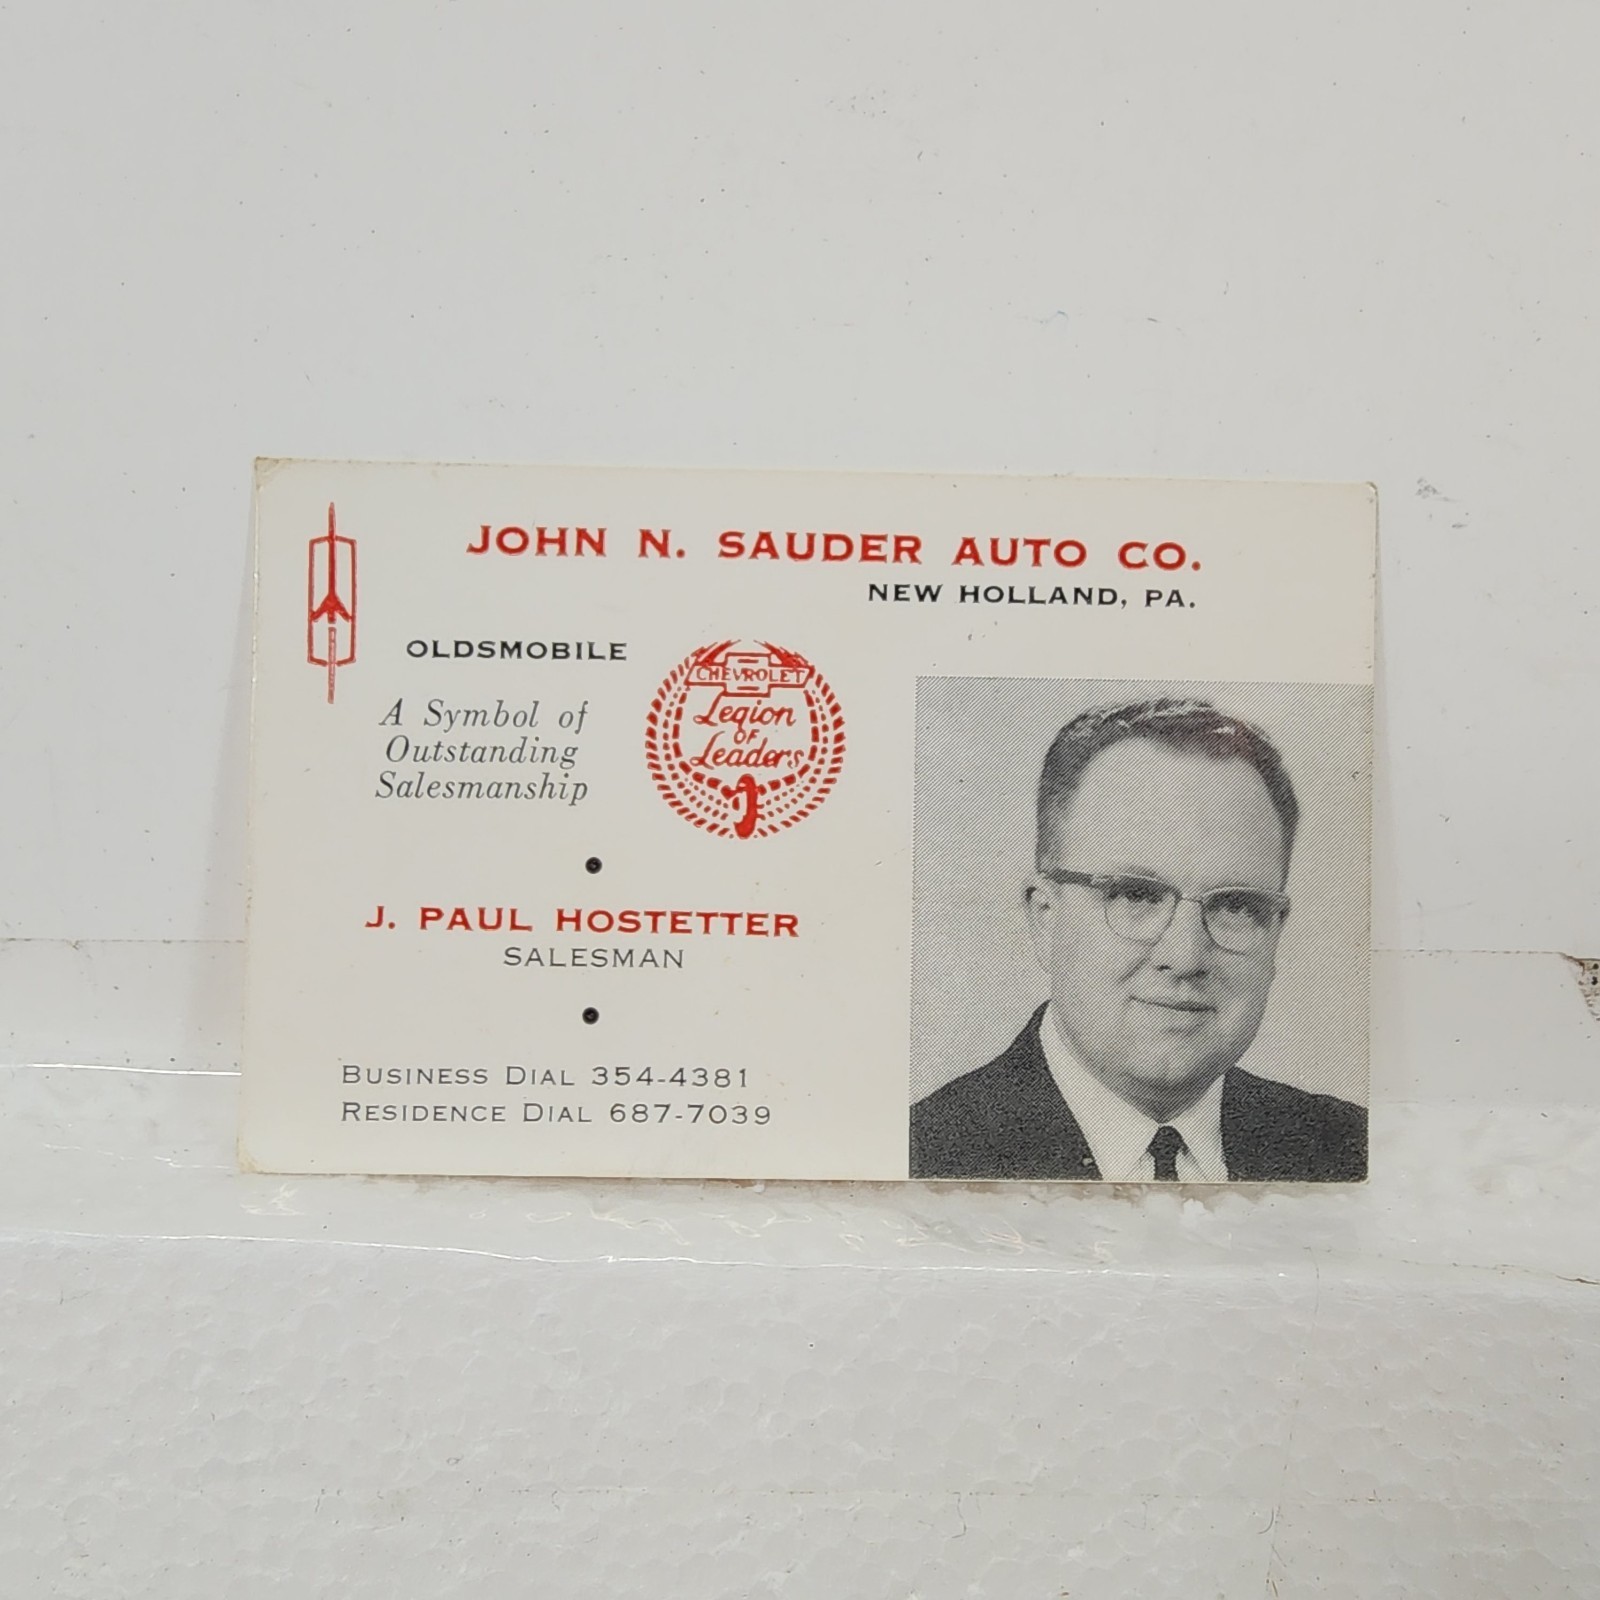 JOHN N. SAUDER AUTO CO.
NEW HOLLAND, PA.
OLDSMOBILE
A Symbol of
Outstanding
Salesmanship
CHEVROLET
Legion
OF
Leaders
J. PAUL HOSTETTER
SALESMAN
BUSINESS DIAL 354-4381
RESIDENCE DIAL 687-7039